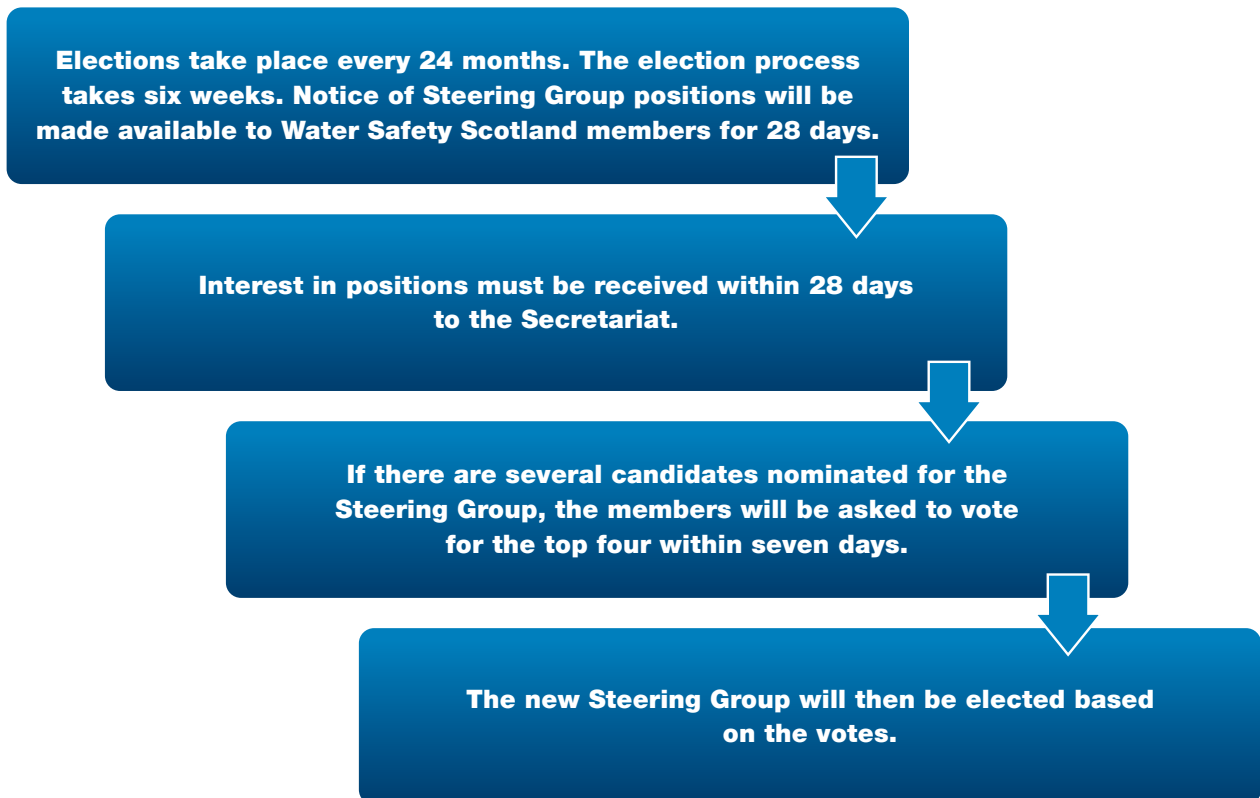 Elections take place every 24 months. The election process
takes six weeks. Notice of Steering Group positions will be
made available to Water Safety Scotland members for 28 days.
Interest in positions must be received within 28 days
to the Secretariat.
If there are several candidates nominated for the
Steering Group, the members will be asked to vote
for the top four within seven days.
The new Steering Group will then be elected based
on the votes.